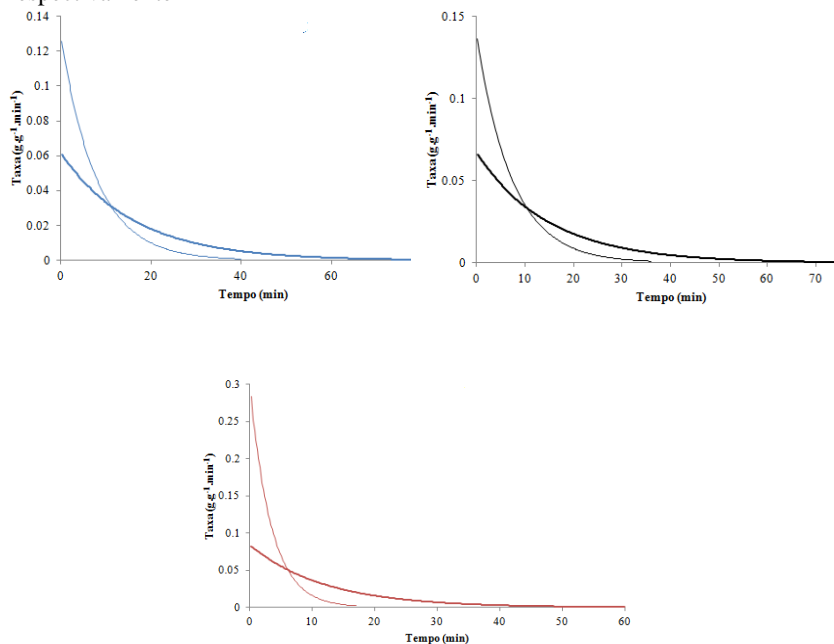 0.14
0.12
0.1
0.08
0.06
0.04
0.02
0
Taxa (g.g-1.min-1)
0 20 40 60
Tempo (min)
0.15
0.1
0.05
0
Taxa (g.g-1.min-1)
0 10 20 30 40 50 60 70
Tempo (min)
0.3
0.25
0.2
0.15
0.1
0.05
0
Taxa (g.g-1.min-1)
0 10 20 30 40 50 60
Tempo (min)